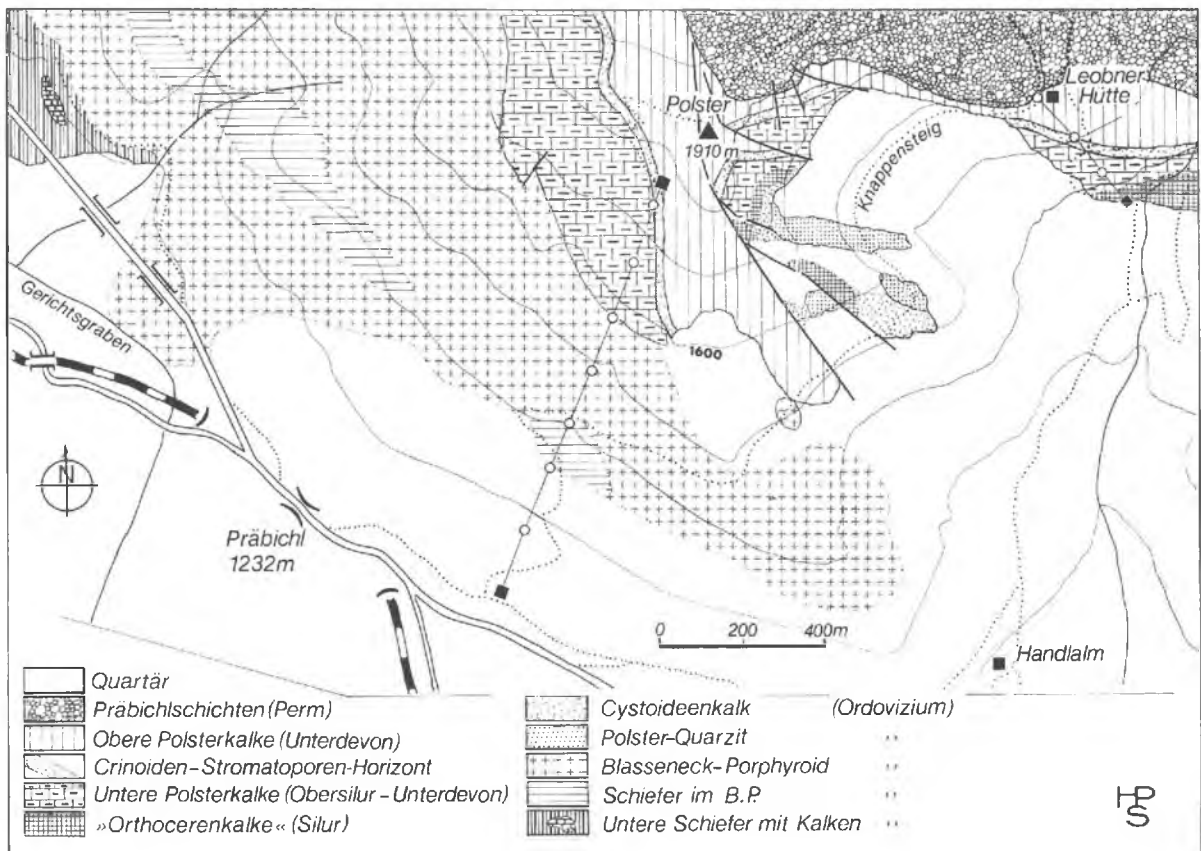 Leobner
Hütte
Polster
1910 m
Knappensteig
Gerichtsgraben
1600
N
Präbichl
1232m
0 200 400m
Handlalm
Quartär
Präbichlschichten (Perm)
Obere Polsterkalke (Unterdevon)
Crinoiden-Stromatoporen-Horizont
Untere Polsterkalke (Obersilur-Unterdevon)
»Orthocerenkalke« (Silur)
Cystoideenkalk (Ordovizium)
Polster-Quarzit ''
Blasseneck-Porphyroid ''
Schiefer im B.P. ''
Untere Schiefer mit Kalken ''
HPS